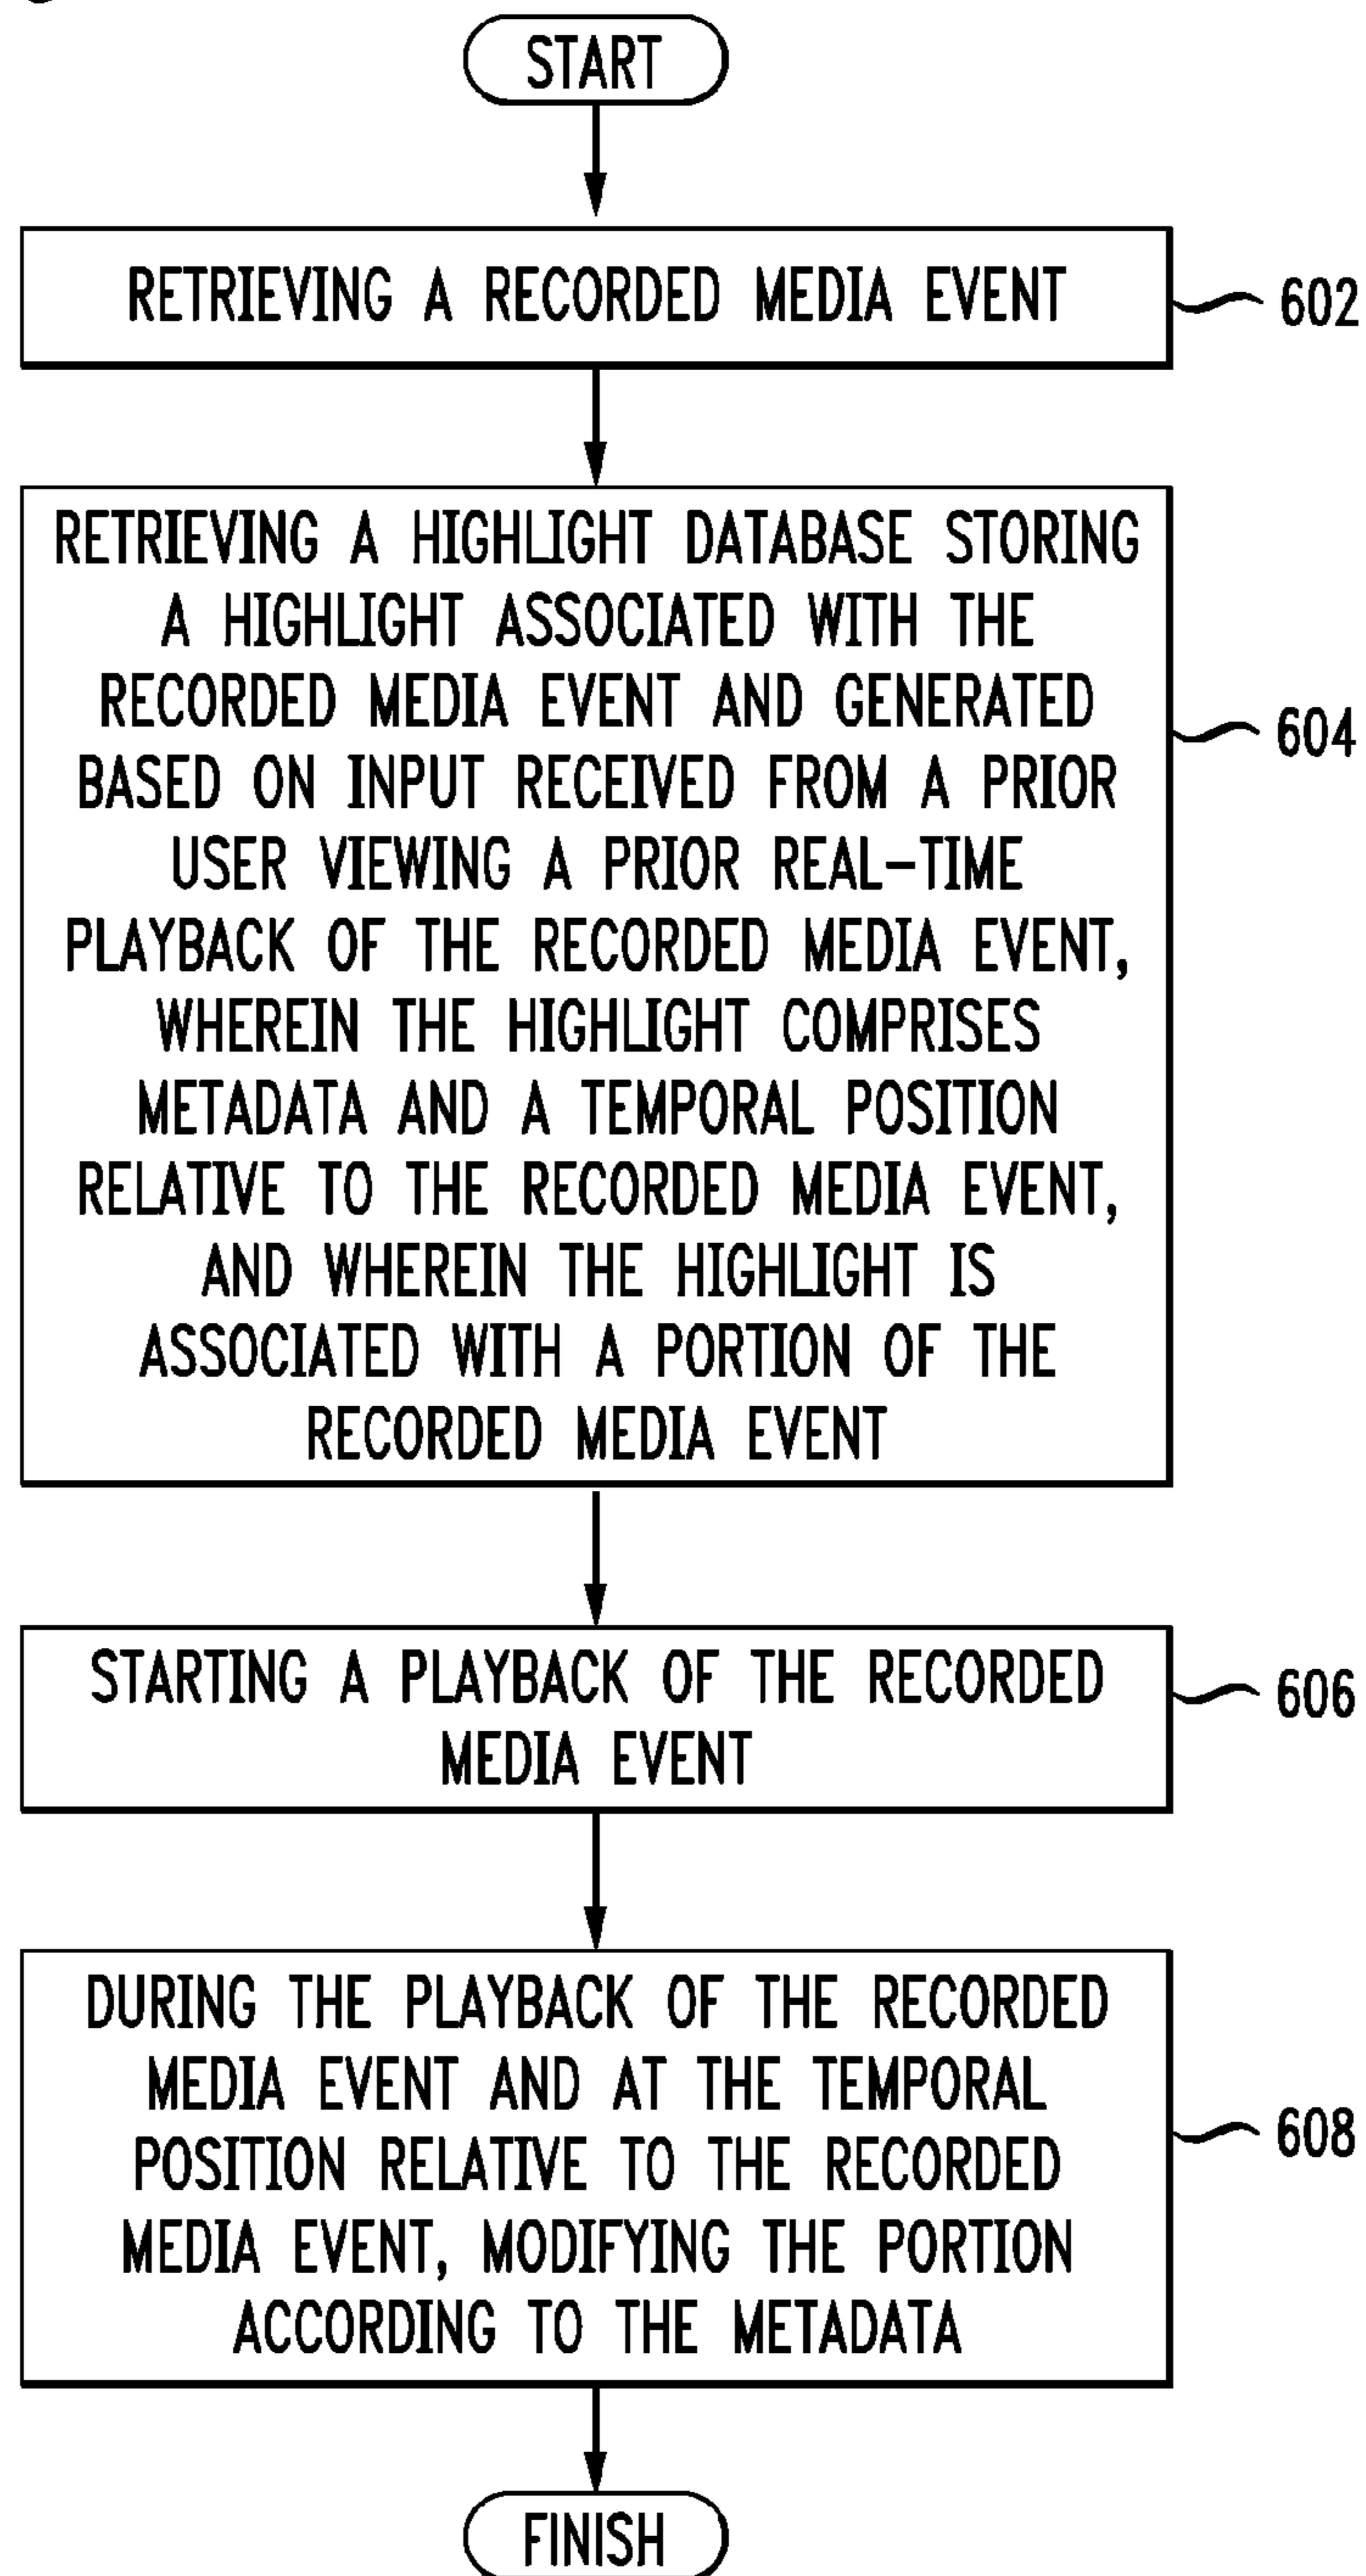 START
RETRIEVING A RECORDED MEDIA EVENT
602
RETRIEVING A HIGHLIGHT DATABASE STORING
A HIGHLIGHT ASSOCIATED WITH THE
RECORDED MEDIA EVENT AND GENERATED
BASED ON INPUT RECEIVED FROM A PRIOR
USER VIEWING A PRIOR REAL-TIME
PLAYBACK OF THE RECORDED MEDIA EVENT,
WHEREIN THE HIGHLIGHT COMPRISES
METADATA AND A TEMPORAL POSITION
RELATIVE TO THE RECORDED MEDIA EVENT,
AND WHEREIN THE HIGHLIGHT IS
ASSOCIATED WITH A PORTION OF THE
RECORDED MEDIA EVENT
604
STARTING A PLAYBACK OF THE RECORDED
MEDIA EVENT
606
DURING THE PLAYBACK OF THE RECORDED
MEDIA EVENT AND AT THE TEMPORAL
POSITION RELATIVE TO THE RECORDED
MEDIA EVENT, MODIFYING THE PORTION
ACCORDING TO THE METADATA
608
FINISH